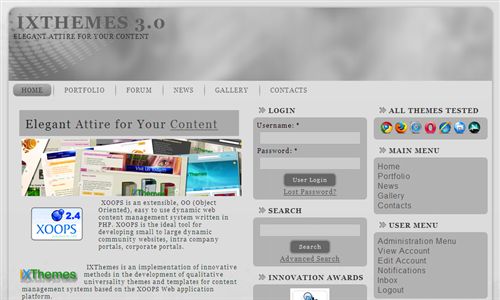 IXTHEMES 3.0
ELEGANT ATTIRE FOR YOUR CONTENT
HOME
PORTFOLIO
FORUM
NEWS
GALLERY
CONTACTS
Elegant Attire for Your Content
2.4
XOOPS
XOOPS is an extensible, OO (Object
Oriented), easy to use dynamic web
content management system written in
PHP. XOOPS is the ideal tool for
developing small to large dynamic
community websites, intra company
portals, corporate portals.
IXThemes
IXThemes is an implementation of innovative
methods in the development of qualitative
universality themes and templates for content
management systems based on the XOOPS Web application
platform.
LOGIN
Username: *
Password: *
User Login
Lost Password?
SEARCH
Search
Advanced Search
INNOVATION AWARDS
ALL THEMES TESTED
MAIN MENU
Home
Portfolio
News
Gallery
Contacts
USER MENU
Administration Menu
View Account
Edit Account
Notifications
Inbox
Logout